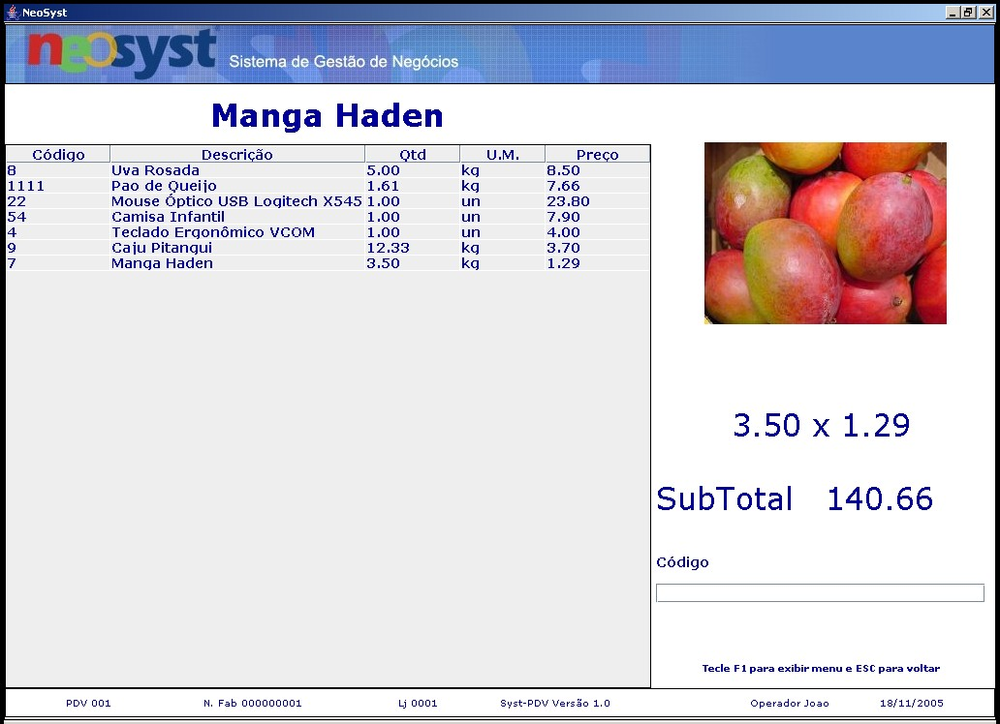 NeoSyst
neosyst Sistema de Gestão de Negócios
Manga Haden
Código Descrição Qtd U.M. Preço
8 Uva Rosada 5.00 kg 8.50
1111 Pao de Queijo 1.61 kg 7.66
22 Mouse Óptico USB Logitech X545 1.00 un 23.80
54 Camisa Infantil 1.00 un 7.90
4 Teclado Ergonômico VCOM 1.00 un 4.00
9 Caju Pitangui 12.33 kg 3.70
7 Manga Haden 3.50 kg 1.29
3.50 x 1.29
SubTotal 140.66
Código
Tecle F1 para exibir menu e ESC para voltar
PDV 001 N. Fab 000000001 Lj 0001 Syst-PDV Versão 1.0 Operador Joao 18/11/2005